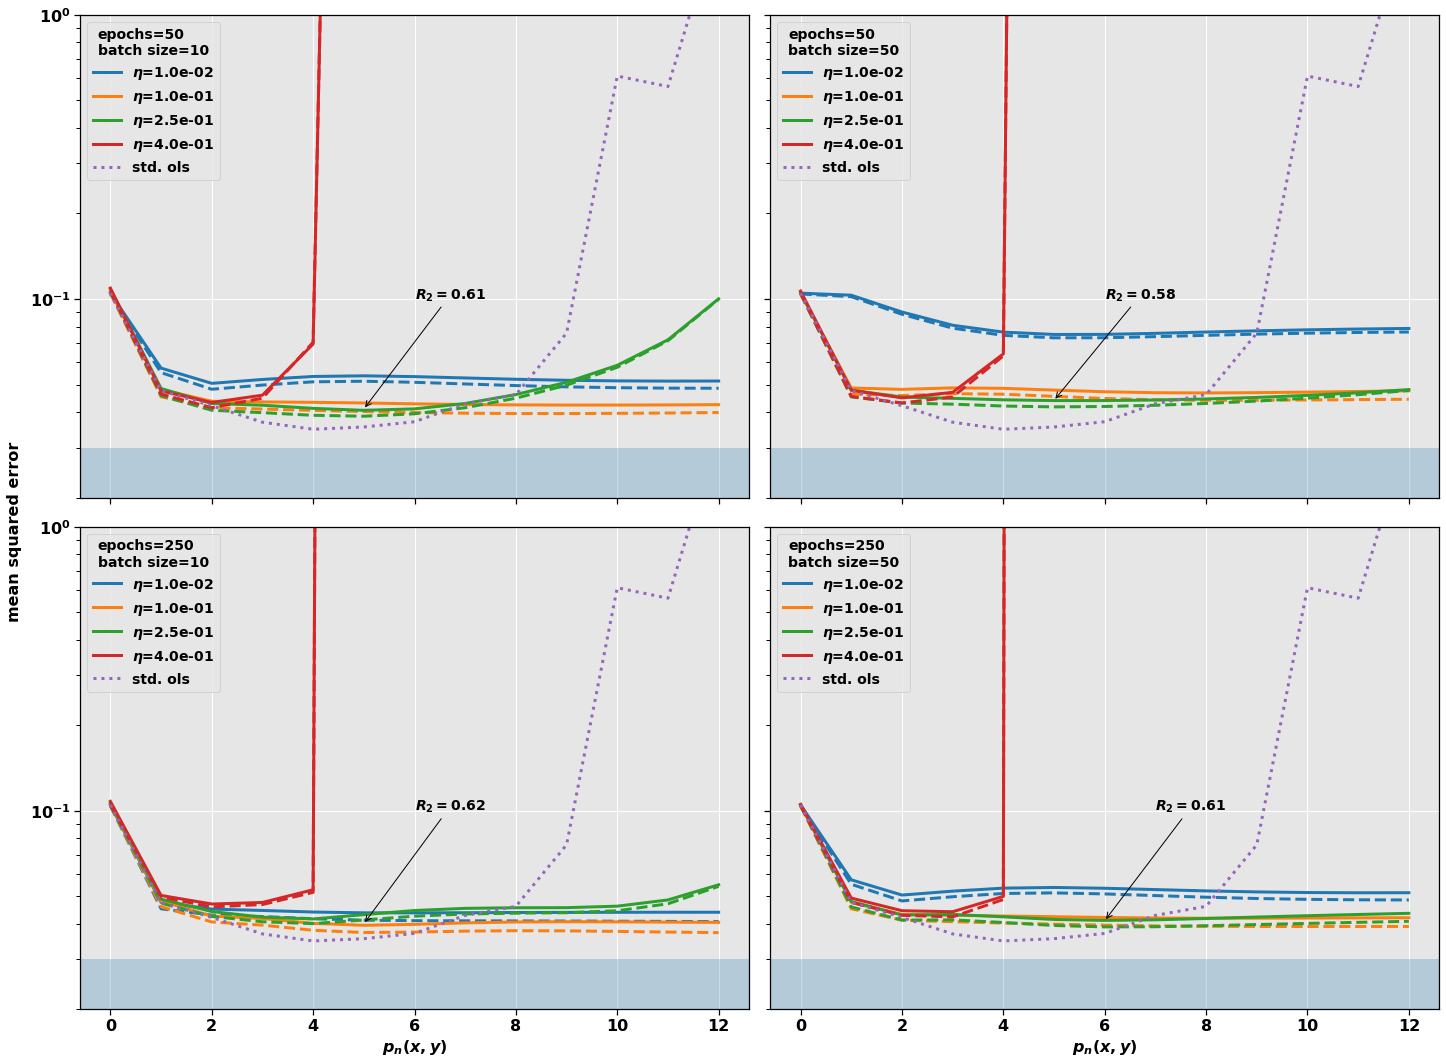 epochs=50
batch size=10
η=1.0e-02
η=1.0e-01
η=2.5e-01
η=4.0e-01
std. ols
10⁰
10⁻¹
R₂ = 0.61
epochs=50
batch size=50
η=1.0e-02
η=1.0e-01
η=2.5e-01
η=4.0e-01
std. ols
R₂ = 0.58
mean squared error
epochs=250
batch size=10
η=1.0e-02
η=1.0e-01
η=2.5e-01
η=4.0e-01
std. ols
10⁰
10⁻¹
R₂ = 0.62
0 2 4 6 8 10 12
pₙ(x, y)
epochs=250
batch size=50
η=1.0e-02
η=1.0e-01
η=2.5e-01
η=4.0e-01
std. ols
R₂ = 0.61
0 2 4 6 8 10 12
pₙ(x, y)